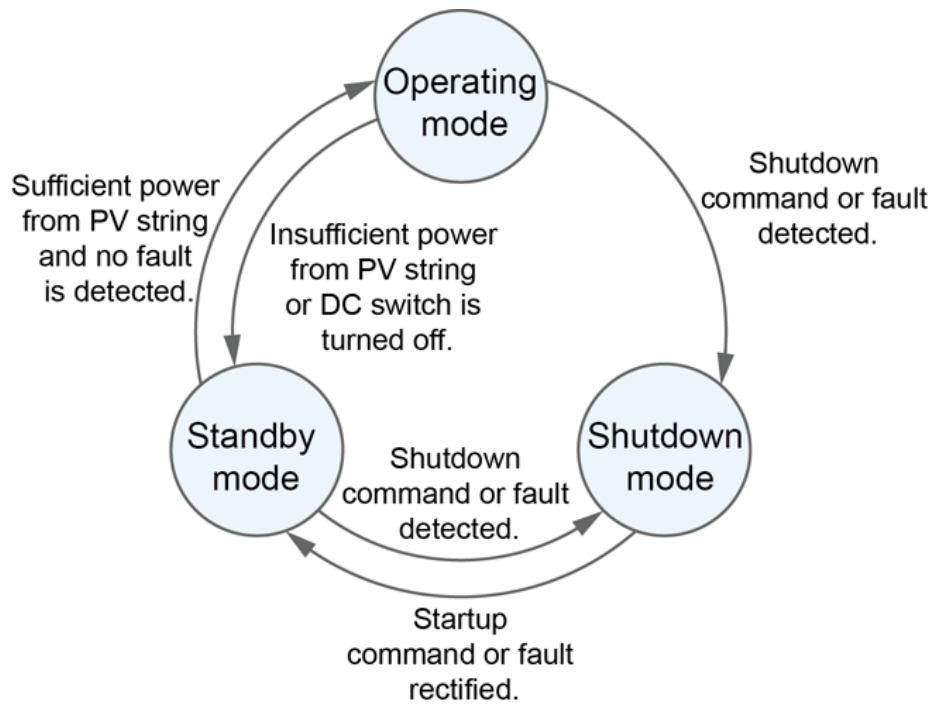 Operating
mode
Shutdown
command or fault
detected.
Sufficient power
from PV string
and no fault
is detected.
Insufficient power
from PV string
or DC switch is
turned off.
Standby
mode
Shutdown
command or fault
detected.
Shutdown
mode
Startup
command or fault
rectified.